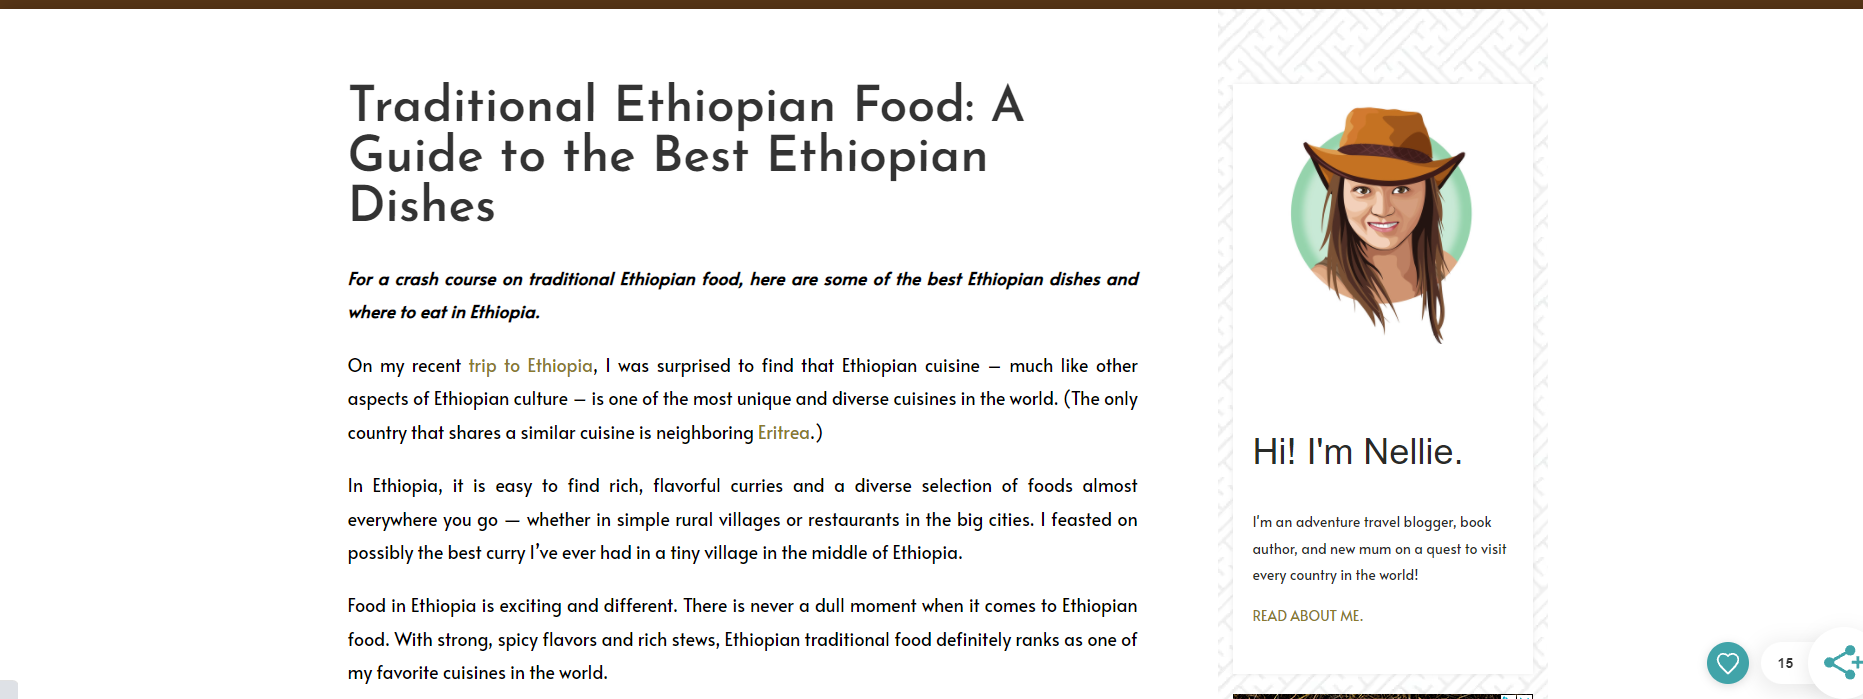 Traditional Ethiopian Food: A
Guide to the Best Ethiopian
Dishes
For a crash course on traditional Ethiopian food, here are some of the best Ethiopian dishes and
where to eat in Ethiopia.
On my recent trip to Ethiopia, I was surprised to find that Ethiopian cuisine – much like other
aspects of Ethiopian culture – is one of the most unique and diverse cuisines in the world. (The only
country that shares a similar cuisine is neighboring Eritrea.)
In Ethiopia, it is easy to find rich, flavorful curries and a diverse selection of foods almost
everywhere you go — whether in simple rural villages or restaurants in the big cities. I feasted on
possibly the best curry I’ve ever had in a tiny village in the middle of Ethiopia.
Food in Ethiopia is exciting and different. There is never a dull moment when it comes to Ethiopian
food. With strong, spicy flavors and rich stews, Ethiopian traditional food definitely ranks as one of
my favorite cuisines in the world.
Hi! I'm Nellie.
I'm an adventure travel blogger, book
author, and new mum on a quest to visit
every country in the world!
READ ABOUT ME.
15